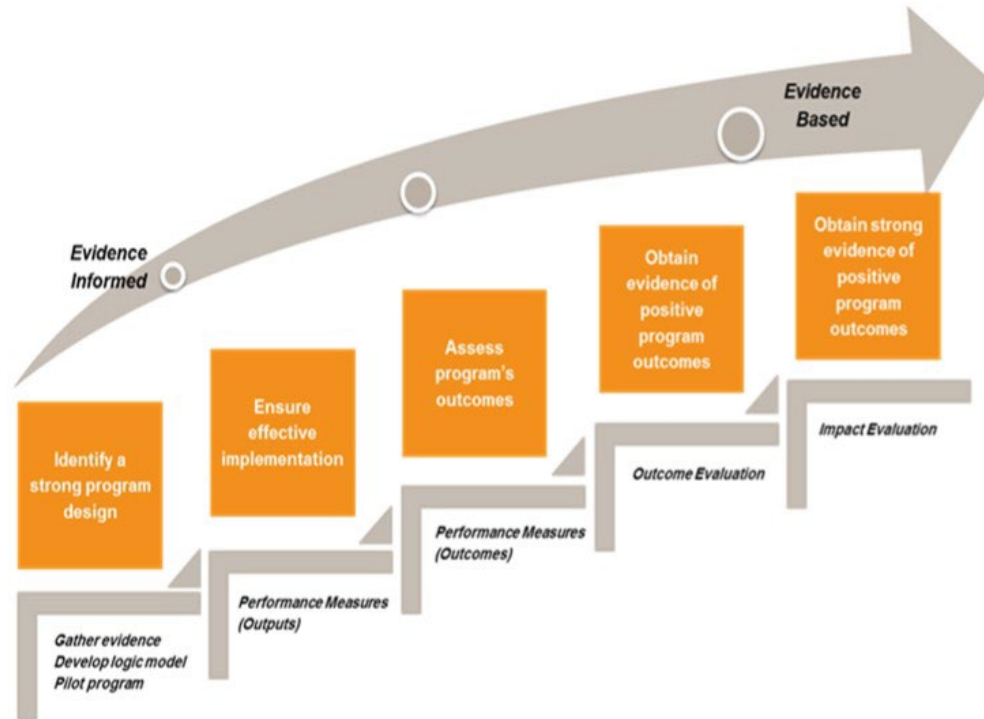 Evidence
Based
Evidence
Informed
Identify a
strong program
design
Ensure
effective
implementation
Assess
program's
outcomes
Obtain
evidence of
positive
program
outcomes
Obtain strong
evidence of
positive
program
outcomes
Gather evidence
Develop logic model
Pilot program
Performance Measures
(Outputs)
Performance Measures
(Outcomes)
Outcome Evaluation
Impact Evaluation